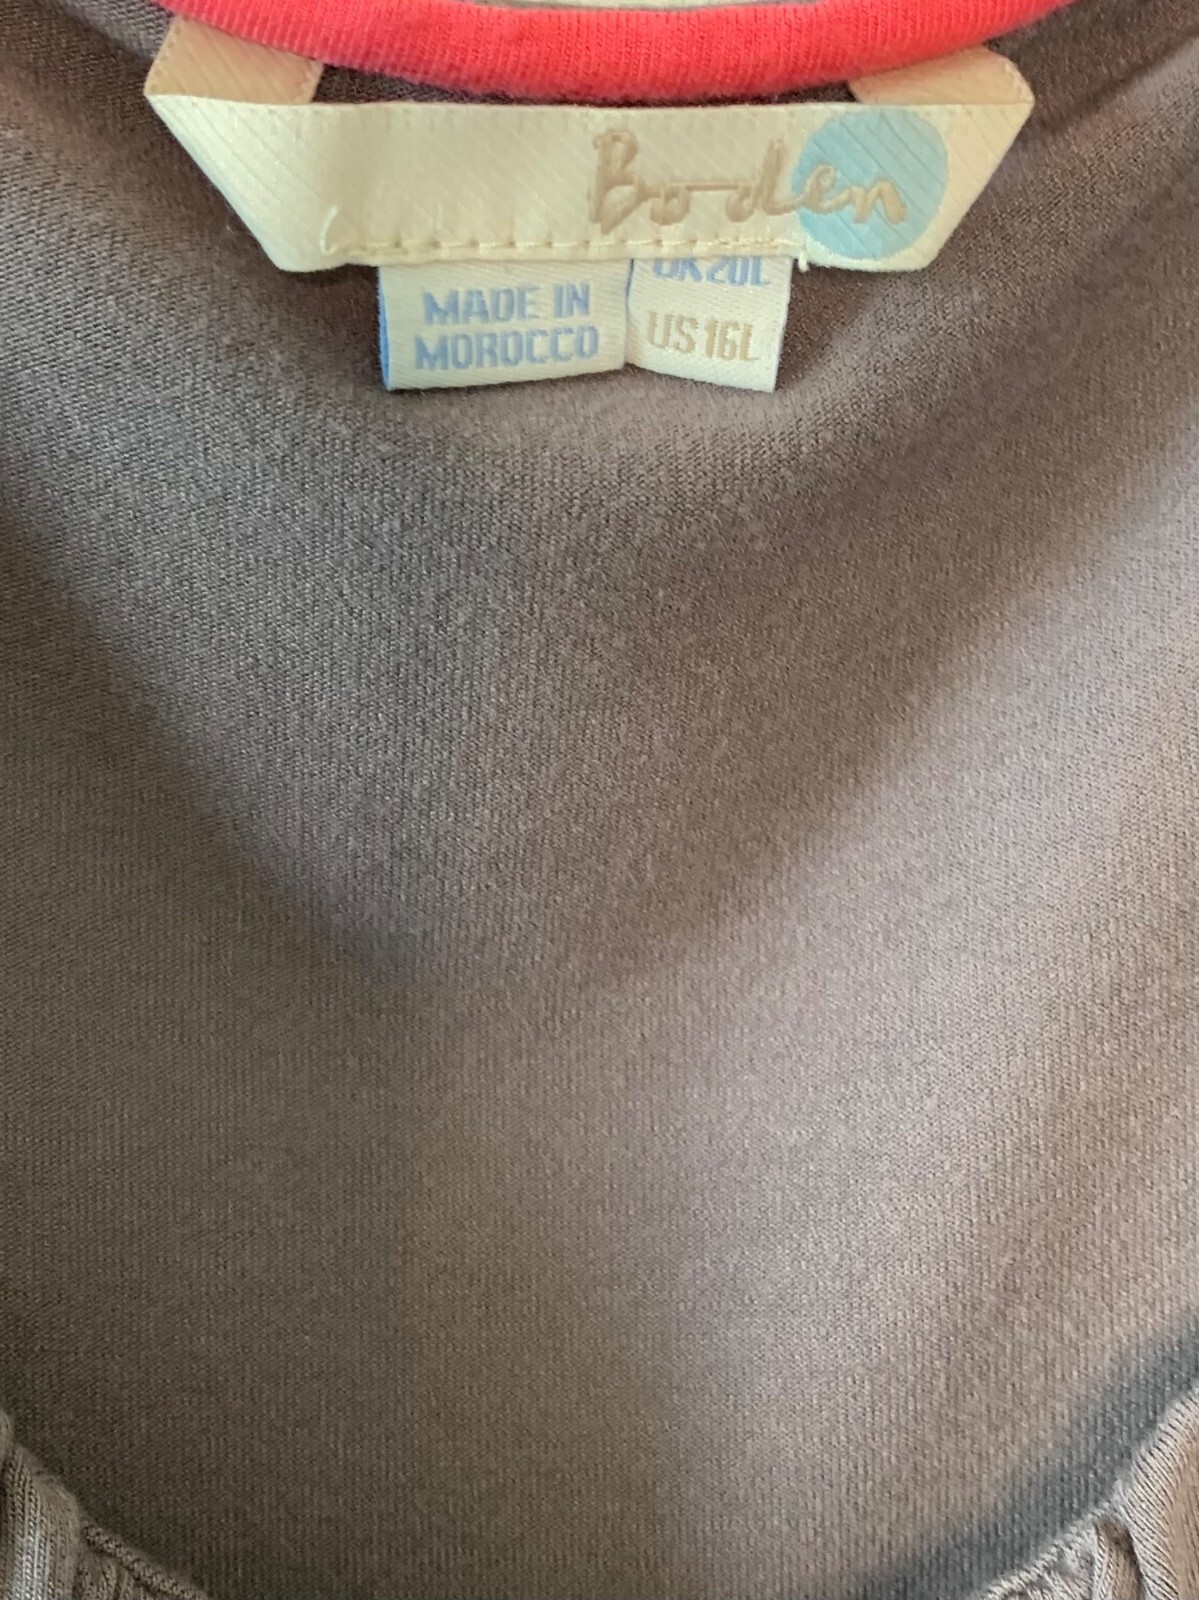 Boden
MADE IN
MOROCCO
UK20L
US16L